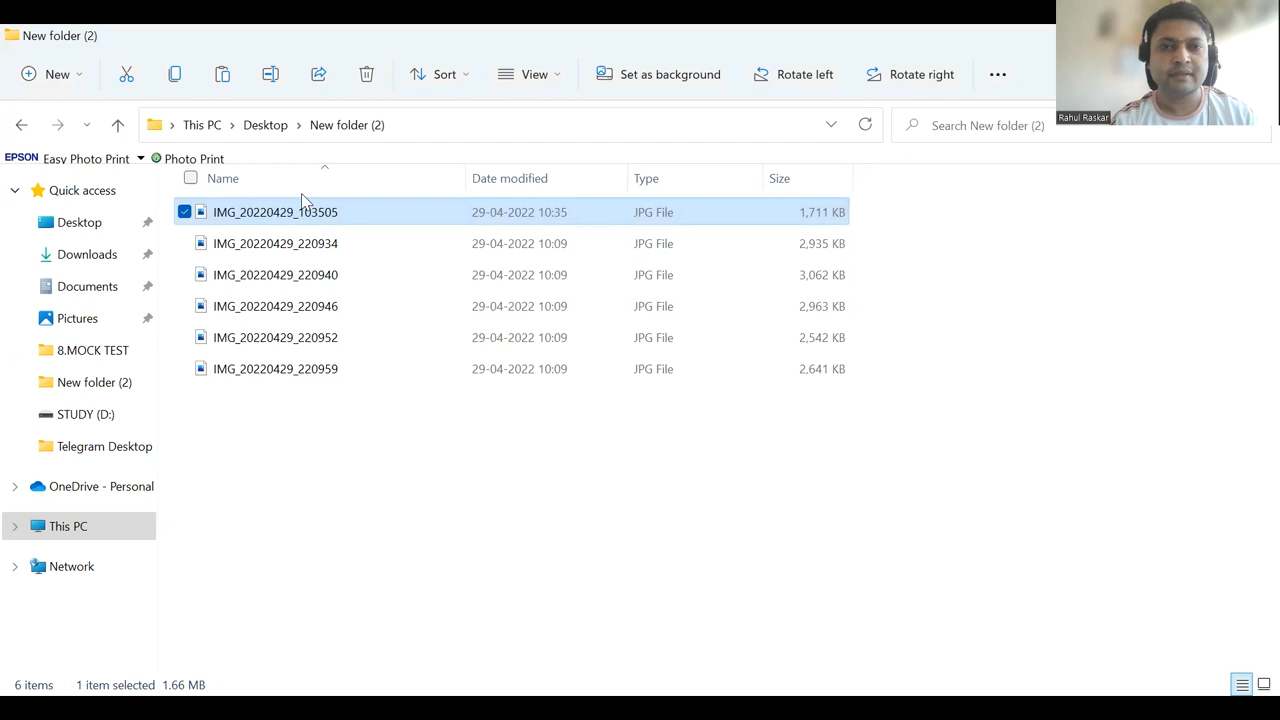 New folder (2)
New Sort View Set as background Rotate left Rotate right
This PC Desktop New folder (2) Search New folder (2)
Rahul Raskar
EPSON Easy Photo Print Photo Print
Name Date modified Type Size
IMG_20220429_103505 29-04-2022 10:35 JPG File 1,711 KB
IMG_20220429_220934 29-04-2022 10:09 JPG File 2,935 KB
IMG_20220429_220940 29-04-2022 10:09 JPG File 3,062 KB
IMG_20220429_220946 29-04-2022 10:09 JPG File 2,963 KB
IMG_20220429_220952 29-04-2022 10:09 JPG File 2,542 KB
IMG_20220429_220959 29-04-2022 10:09 JPG File 2,641 KB
Quick access
Desktop
Downloads
Documents
Pictures
8.MOCK TEST
New folder (2)
STUDY (D:)
Telegram Desktop
OneDrive - Personal
This PC
Network
6 items 1 item selected 1.66 MB